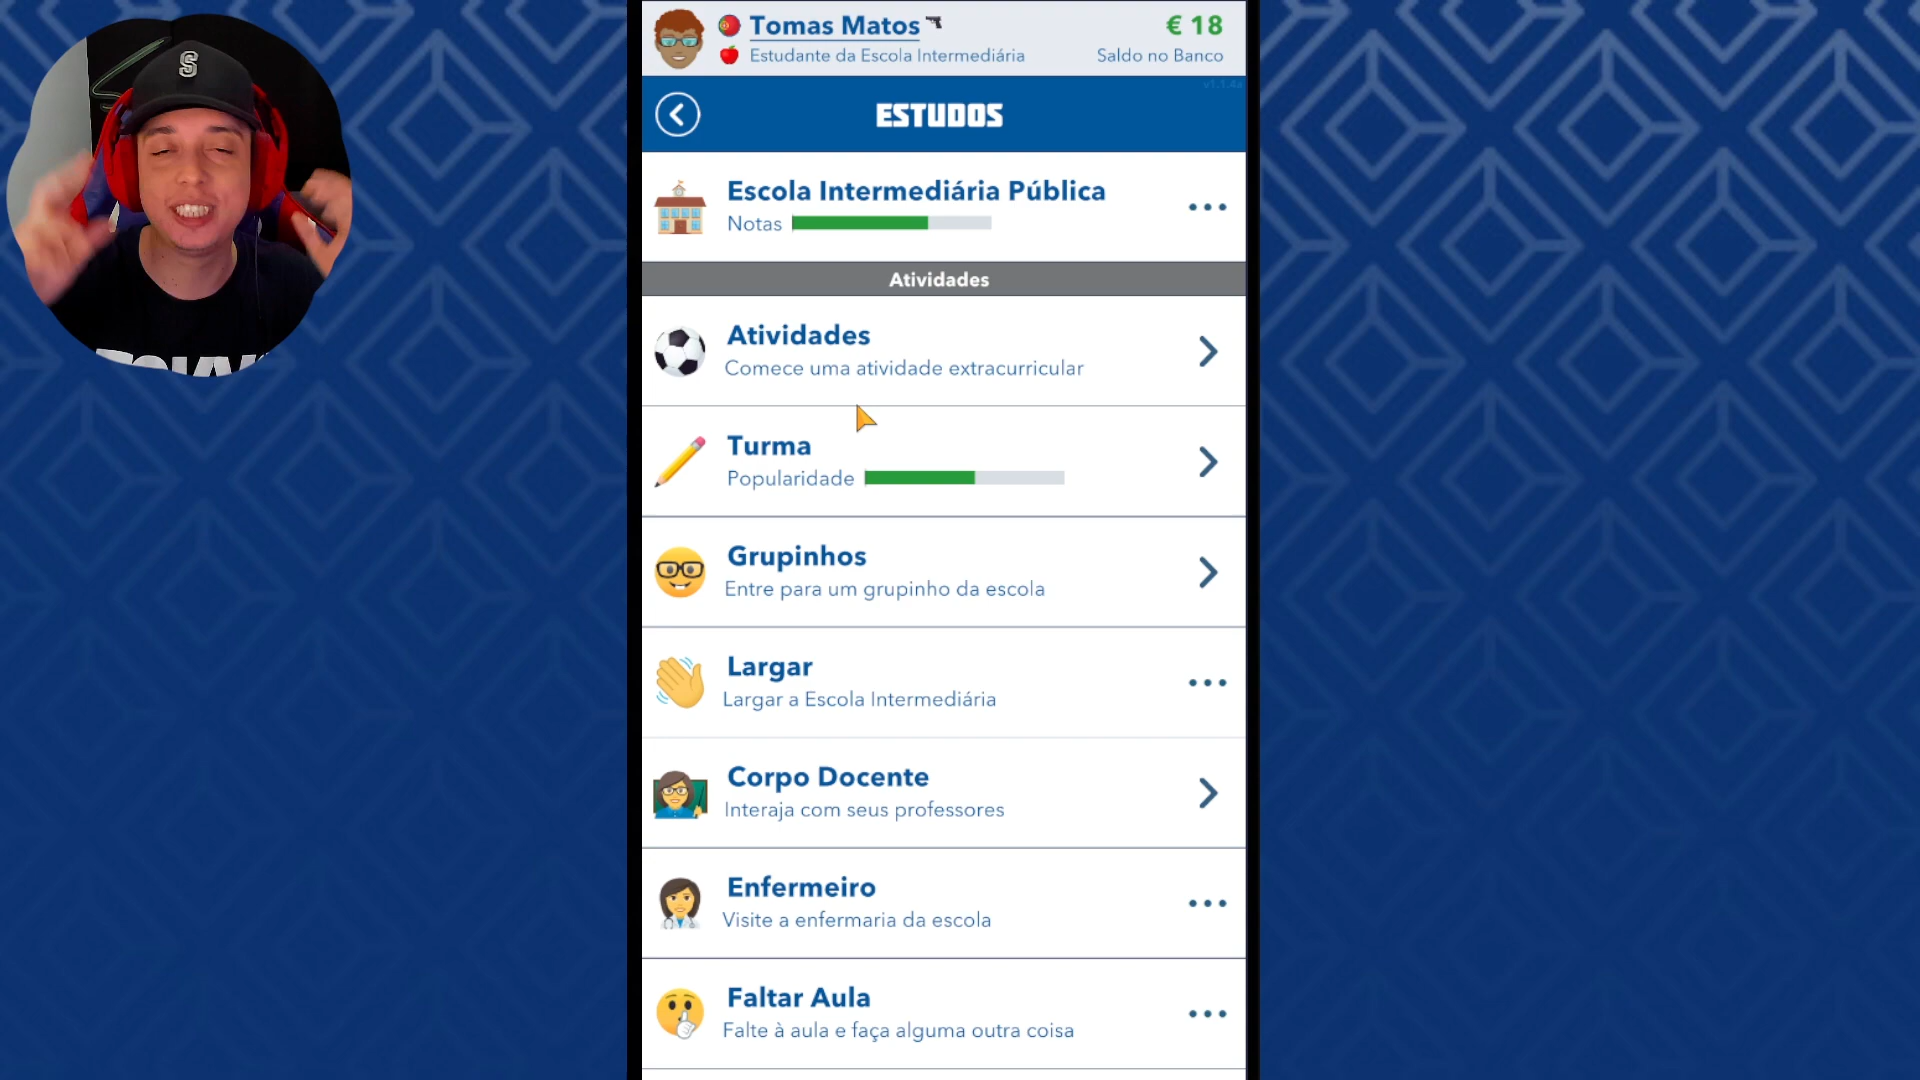 Tomas Matos
€ 18
Estudante da Escola Intermediária
Saldo no Banco
ESTUDOS
Escola Intermediária Pública
Notas
Atividades
Atividades
Comece uma atividade extracurricular
Turma
Popularidade
Grupinhos
Entre para um grupinho da escola
Largar
Largar a Escola Intermediária
Corpo Docente
Interaja com seus professores
Enfermeiro
Visite a enfermaria da escola
Faltar Aula
Falte à aula e faça alguma outra coisa
S